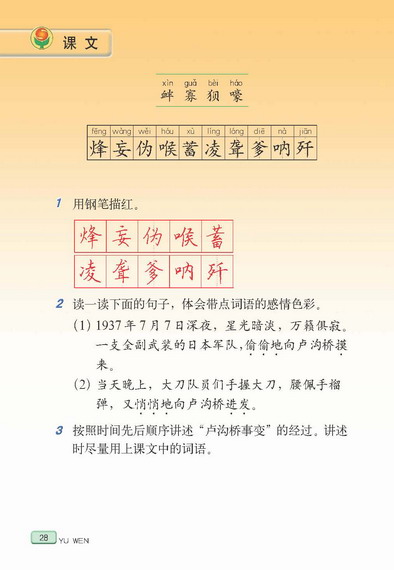 课文
xìn guǎ bèi háo
衅 寡 狈 嚎
fēng wàng wěi hóu xù líng lóng diē nà jiān
烽 妄 伪 喉 蓄 凌 聋 爹 呐 歼
1 用钢笔描红。
烽 妄 伪 喉 蓄
凌 聋 爹 呐 歼
2 读一读下面的句子，体会带点词语的感情色彩。
(1) 1937年7月7日深夜，星光暗淡，万籁俱寂。
一支全副武装的日本军队，偷偷地向卢沟桥摸
来。
(2) 当天晚上，大刀队员们手握大刀，腰佩手榴
弹，又悄悄地向卢沟桥进发。
3 按照时间先后顺序讲述“卢沟桥事变”的经过。讲述
时尽量用上课文中的词语。
28 YU WEN